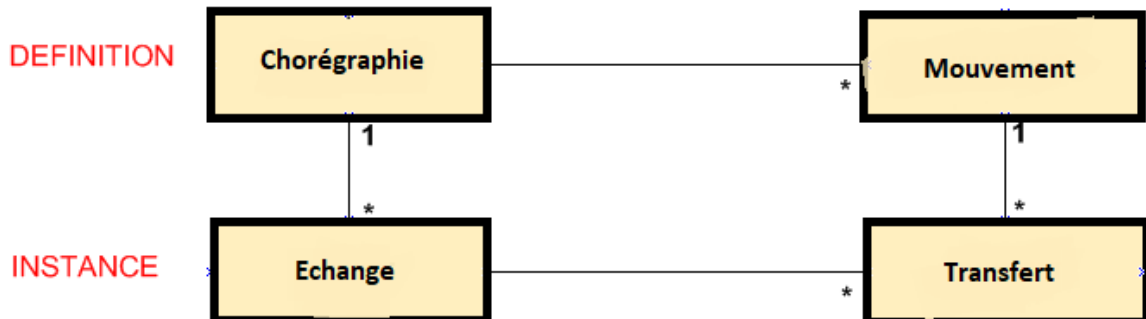 DEFINITION
Chorégraphie
Mouvement
*
1
1
*
*
INSTANCE
Echange
Transfert
*